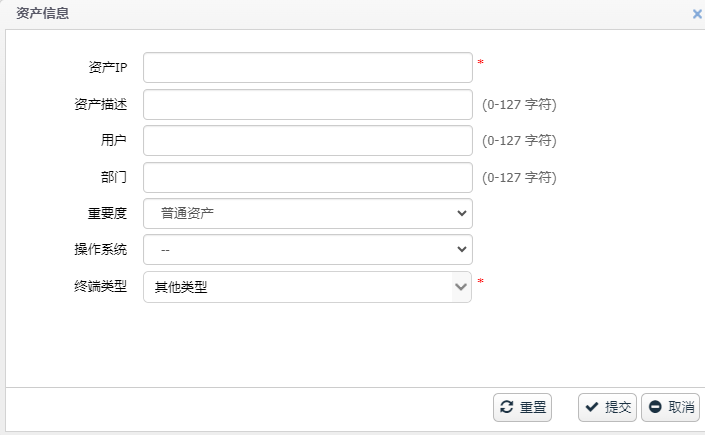 资产信息 ×
资产IP *
资产描述 (0-127 字符)
用户 (0-127 字符)
部门 (0-127 字符)
重要度 普通资产
操作系统 --
终端类型 其他类型 *
重置 提交 取消